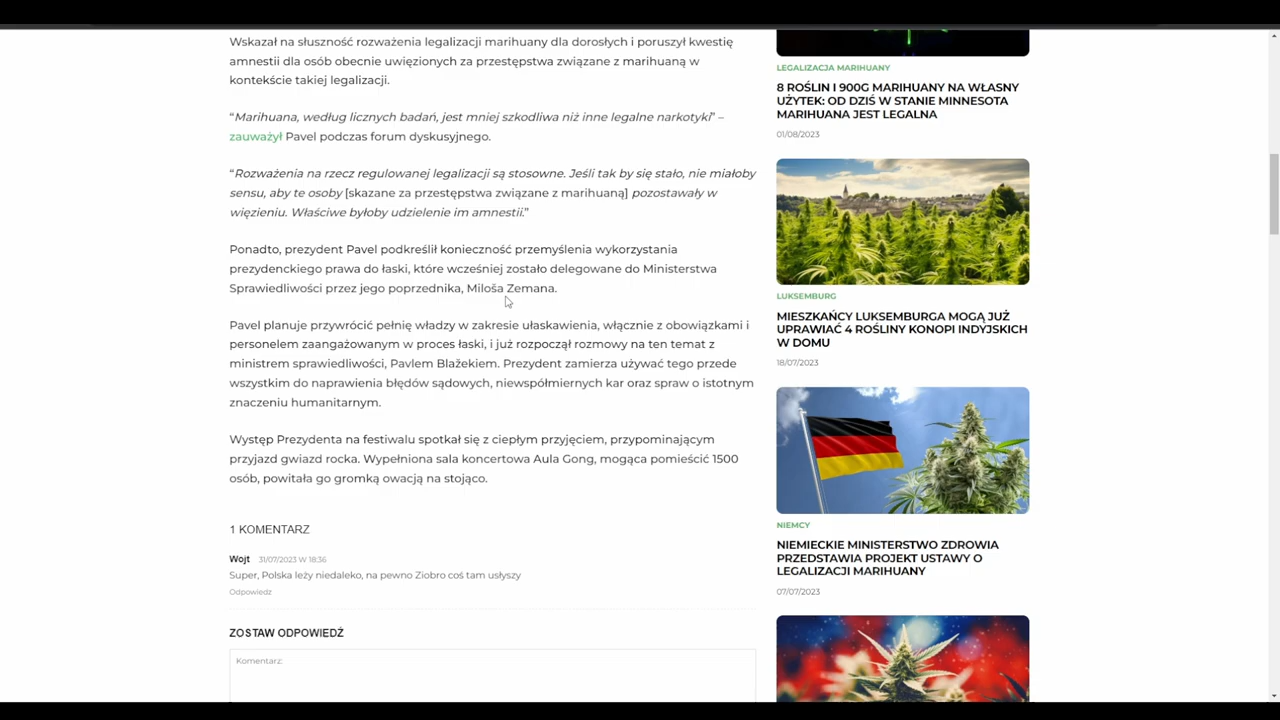 Wskazał na słuszność rozważenia legalizacji marihuany dla dorosłych i poruszył kwestię
amnestii dla osób obecnie uwięzionych za przestępstwa związane z marihuaną w
kontekście takiej legalizacji.
“Marihuana, według licznych badań, jest mniej szkodliwa niż inne legalne narkotyki” –
zauważył Pavel podczas forum dyskusyjnego.
“Rozważenia na rzecz regulowanej legalizacji są stosowne. Jeśli tak by się stało, nie miałoby
sensu, aby te osoby [skazane za przestępstwa związane z marihuaną] pozostawały w
więzieniu. Właściwe byłoby udzielenie im amnestii.”
Ponadto, prezydent Pavel podkreślił konieczność przemyślenia wykorzystania
prezydenckiego prawa do łaski, które wcześniej zostało delegowane do Ministerstwa
Sprawiedliwości przez jego poprzednika, Miloša Zemana.
Pavel planuje przywrócić pełnię władzy w zakresie ułaskawienia, włącznie z obowiązkami i
personelem zaangażowanym w proces łaski, i już rozpoczął rozmowy na ten temat z
ministrem sprawiedliwości, Pavlem Blažekiem. Prezydent zamierza używać tego przede
wszystkim do naprawienia błędów sądowych, niewspółmiernych kar oraz spraw o istotnym
znaczeniu humanitarnym.
Występ Prezydenta na festiwalu spotkał się z ciepłym przyjęciem, przypominającym
przyjazd gwiazd rocka. Wypełniona sala koncertowa Aula Gong, mogąca pomieścić 1500
osób, powitała go gromką owacją na stojąco.
1 KOMENTARZ
Wojt 31/07/2023 W 18:36
Super, Polska leży niedaleko, na pewno Ziobro coś tam usłyszy
Odpowiedz
ZOSTAW ODPOWIEDŹ
Komentarz:
LEGALIZACJA MARIHUANY
8 ROŚLIN I 900G MARIHUANY NA WŁASNY
UŻYTEK: OD DZIŚ W STANIE MINNESOTA
MARIHUANA JEST LEGALNA
01/08/2023
LUKSEMBURG
MIESZKAŃCY LUKSEMBURGA MOGĄ JUŻ
UPRAWIAĆ 4 ROŚLINY KONOPI INDYJSKICH
W DOMU
18/07/2023
NIEMCY
NIEMIECKIE MINISTERSTWO ZDROWIA
PRZEDSTAWIA PROJEKT USTAWY O
LEGALIZACJI MARIHUANY
07/07/2023